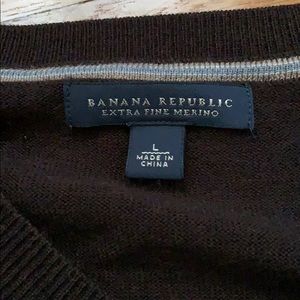 BANANA REPUBLIC
EXTRA FINE MERINO
L
MADE IN
CHINA